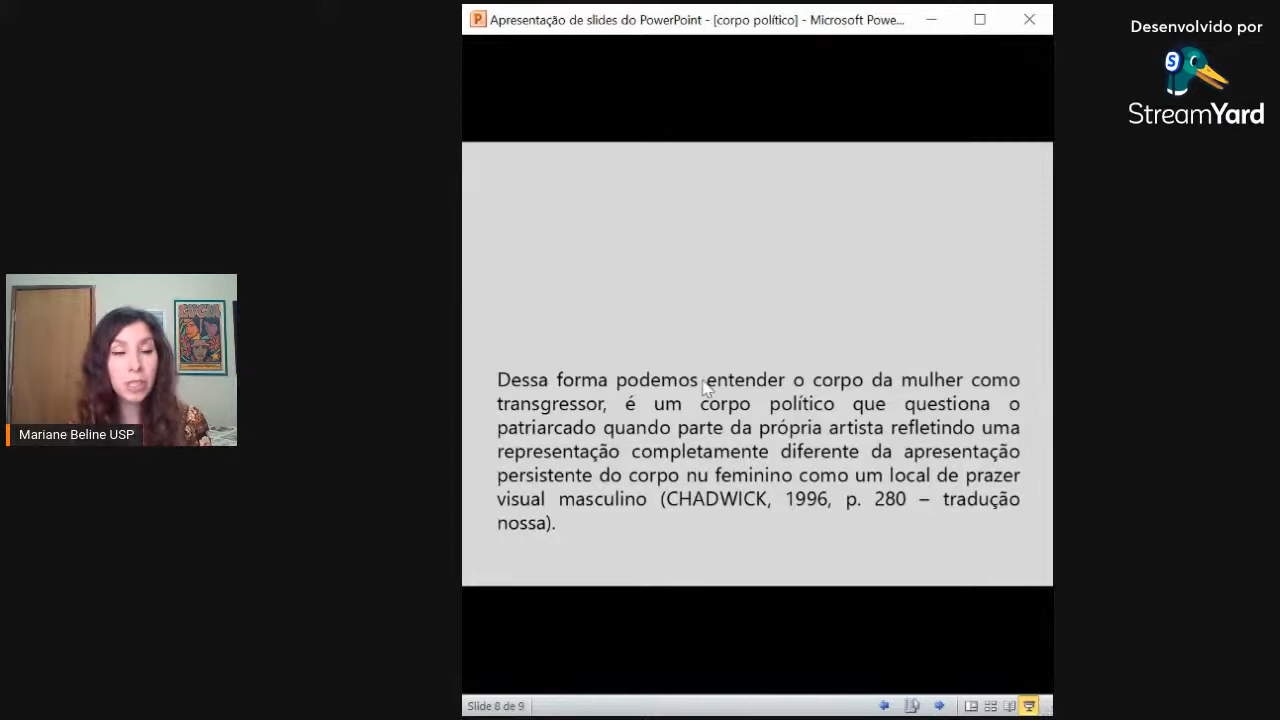 Apresentação de slides do PowerPoint - [corpo político] - Microsoft Powe...
Desenvolvido por
StreamYard
Dessa forma podemos entender o corpo da mulher como
transgressor, é um corpo político que questiona o
patriarcado quando parte da própria artista refletindo uma
representação completamente diferente da apresentação
persistente do corpo nu feminino como um local de prazer
visual masculino (CHADWICK, 1996, p. 280 – tradução
nossa).
Mariane Beline USP
Slide 8 de 9